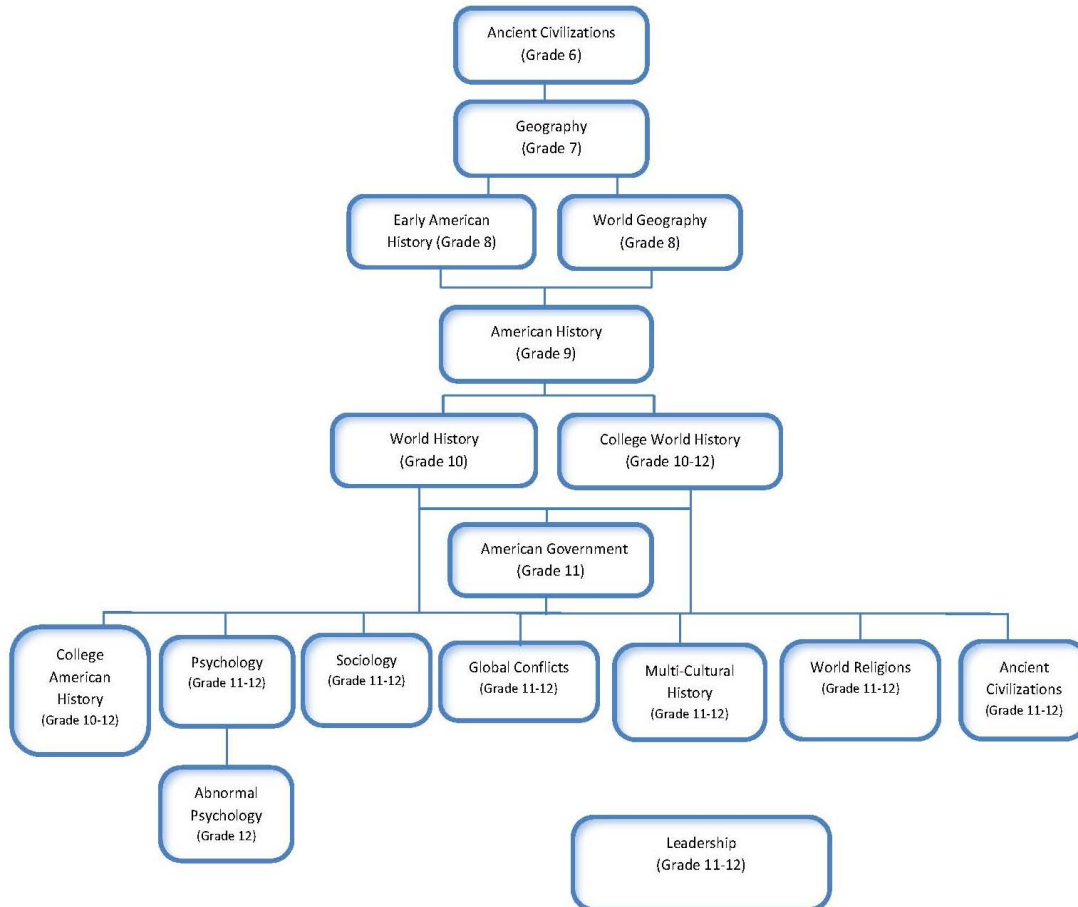 Ancient Civilizations
(Grade 6)
Geography
(Grade 7)
Early American
History (Grade 8)
World Geography
(Grade 8)
American History
(Grade 9)
World History
(Grade 10)
College World History
(Grade 10-12)
American Government
(Grade 11)
College
American
History
(Grade 10-12)
Psychology
(Grade 11-12)
Sociology
(Grade 11-12)
Global Conflicts
(Grade 11-12)
Multi-Cultural
History
(Grade 11-12)
World Religions
(Grade 11-12)
Ancient
Civilizations
(Grade 11-12)
Abnormal
Psychology
(Grade 12)
Leadership
(Grade 11-12)